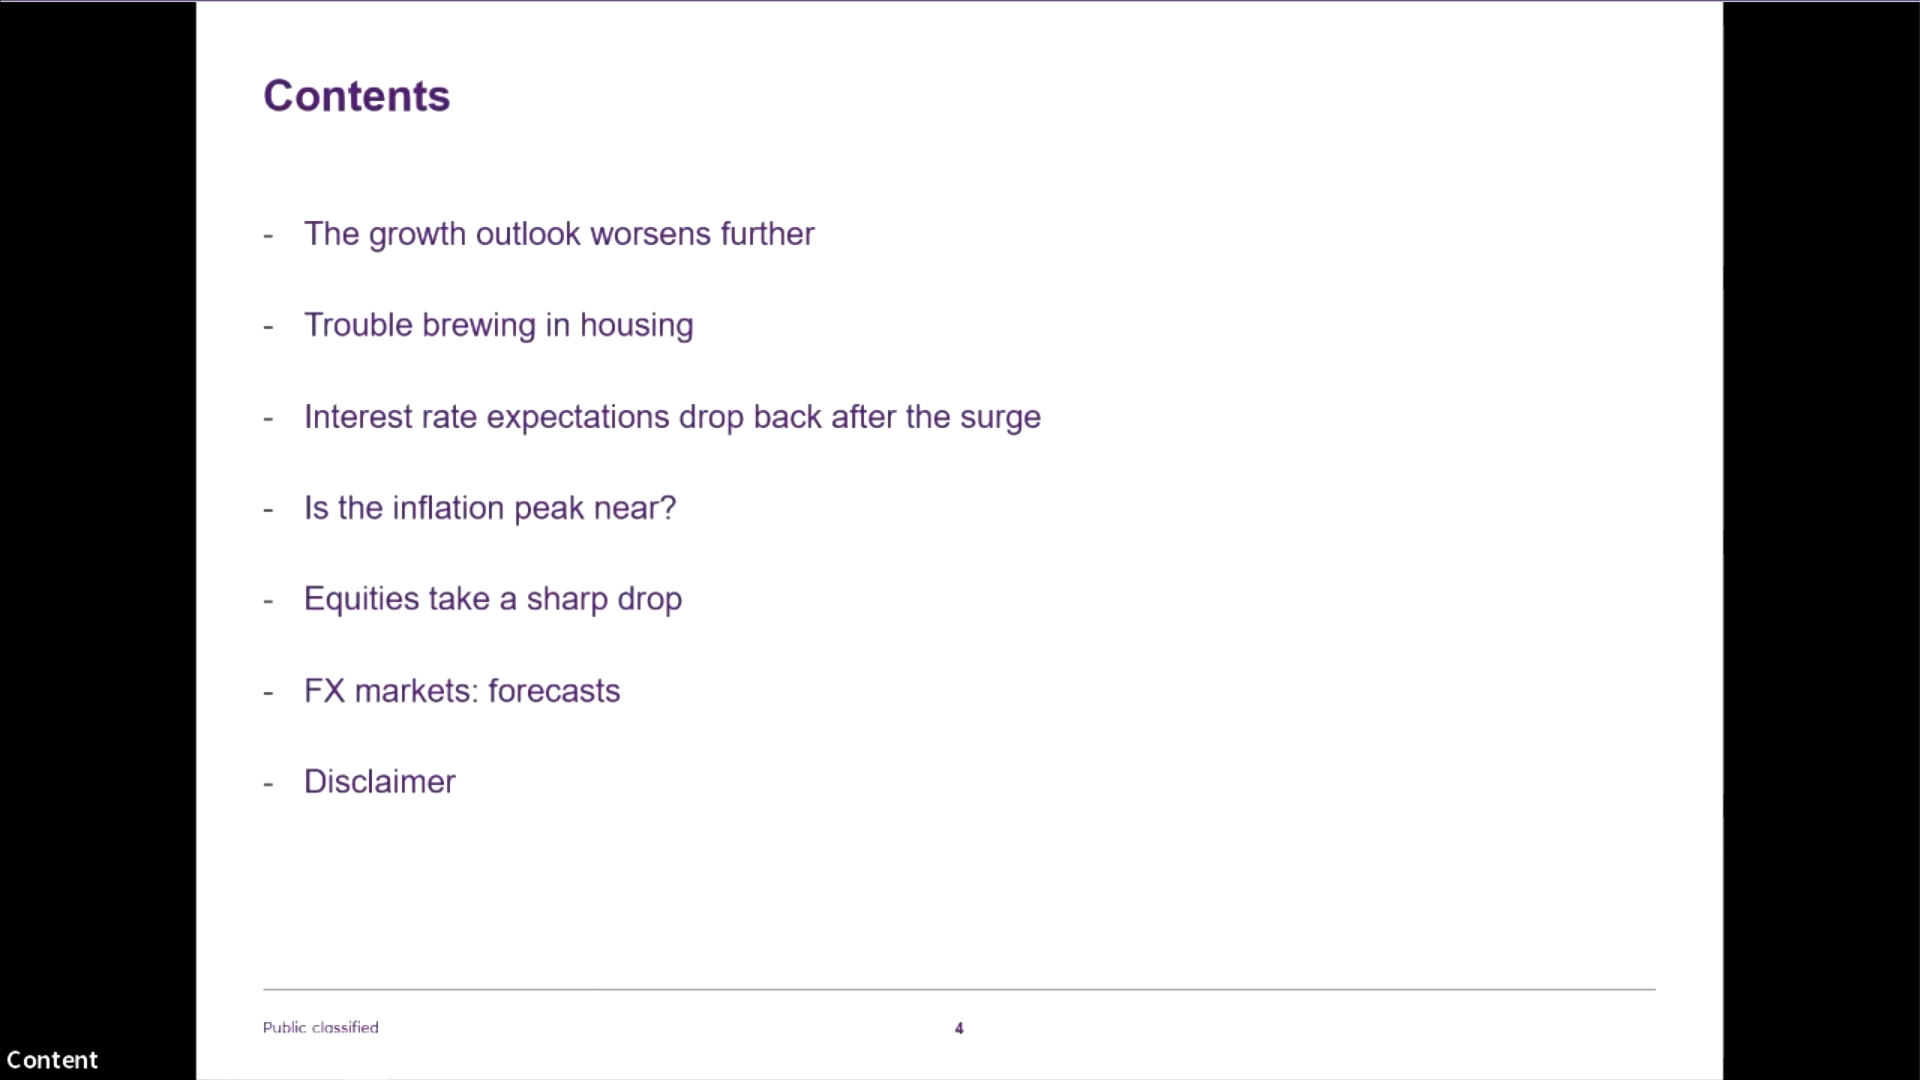 Contents
- The growth outlook worsens further
- Trouble brewing in housing
- Interest rate expectations drop back after the surge
- Is the inflation peak near?
- Equities take a sharp drop
- FX markets: forecasts
- Disclaimer
Public classified 4
Content